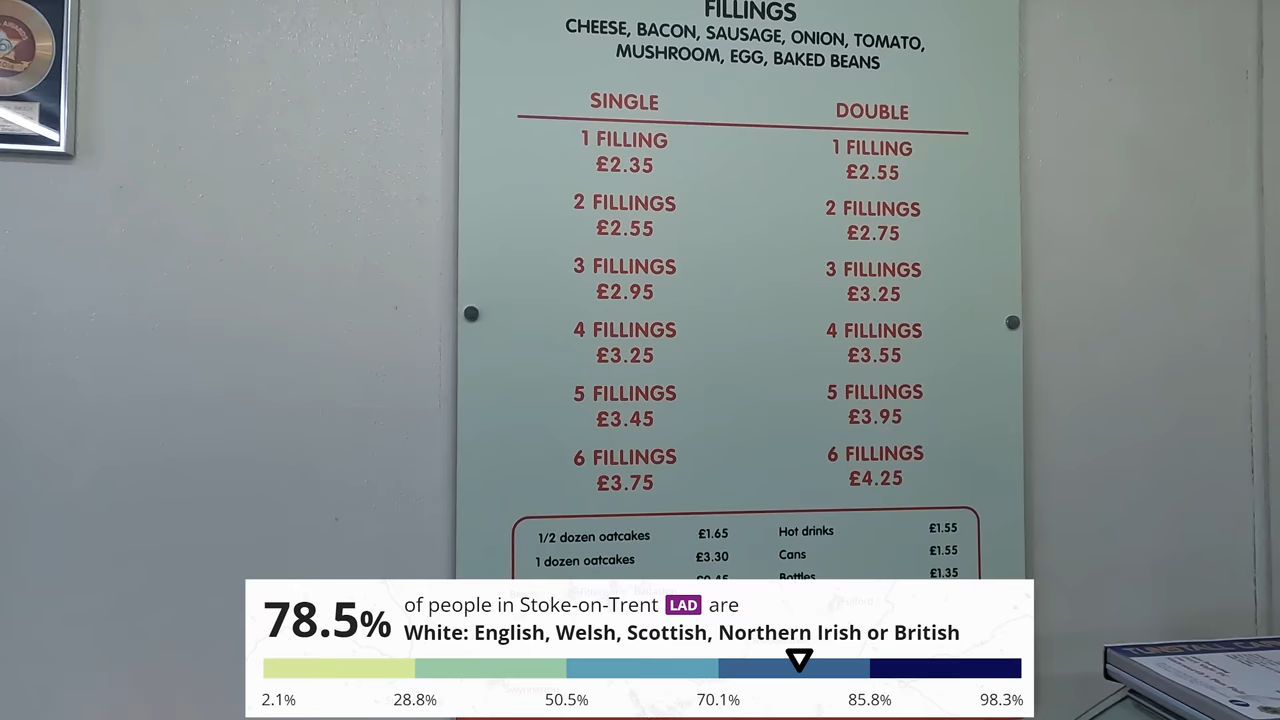 FILLINGS
CHEESE, BACON, SAUSAGE, ONION, TOMATO,
MUSHROOM, EGG, BAKED BEANS
SINGLE
DOUBLE
1 FILLING
£2.35
1 FILLING
£2.55
2 FILLINGS
£2.55
2 FILLINGS
£2.75
3 FILLINGS
£2.95
3 FILLINGS
£3.25
4 FILLINGS
£3.25
4 FILLINGS
£3.55
5 FILLINGS
£3.45
5 FILLINGS
£3.95
6 FILLINGS
£3.75
6 FILLINGS
£4.25
1/2 dozen oatcakes £1.65 Hot drinks £1.55
1 dozen oatcakes £3.30 Cans £1.55
Bottles £1.35
78.5% of people in Stoke-on-Trent LAD are
White: English, Welsh, Scottish, Northern Irish or British
2.1% 28.8% 50.5% 70.1% 85.8% 98.3%